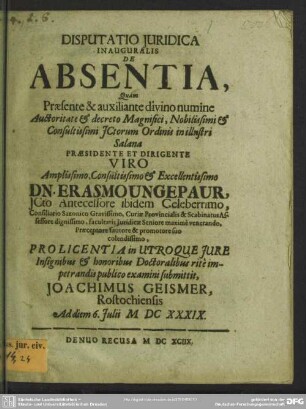 DISPUTATIO JURIDICA
INAUGURALIS
DE
ABSENTIA,
Quam
Præsente & auxiliante divino numine
Auctoritate & decreto Magnifici, Nobilissimi &
Consultissimi JCtorum Ordinis in illustri
Salana
PRÆSIDENTE ET DIRIGENTE
VIRO
Amplissimo, Consultissimo & Excellentissimo
DN. ERASMO UNGEPAUR,
JCto Antecessore ibidem Celeberrimo,
Consiliario Saxonico Gravissimo, Curiæ Provincialis & Scabinatus As-
sessore dignissimo, facultatis Juridicæ Seniore maximè venerando,
Præceptore fautore & promotore suo
colendissimo,
PRO LICENTIA in UTROQUE JURE
Insignibus & honoribus Doctoralibus ritè im-
petrandis publico examini submittit,
JOACHIMUS GEISMER,
Rostochiensis
Ad diem 6. Julii M DC XXXIX.
DENUO RECUSA M DC XCIIX.
us. jur. civ.